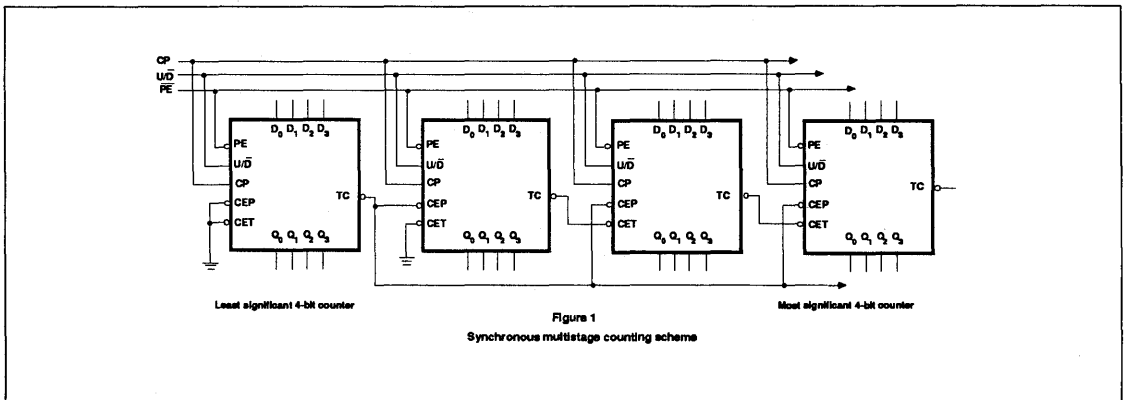 CP
U/D̅
P̅E̅
D0 D1 D2 D3
PE
U/D̅
CP
CEP
CET
TC
Q0 Q1 Q2 Q3
D0 D1 D2 D3
PE
U/D̅
CP
CEP
CET
TC
Q0 Q1 Q2 Q3
D0 D1 D2 D3
PE
U/D̅
CP
CEP
CET
TC
Q0 Q1 Q2 Q3
D0 D1 D2 D3
PE
U/D̅
CP
CEP
CET
TC
Q0 Q1 Q2 Q3
Least significant 4-bit counter
Most significant 4-bit counter
Figure 1
Synchronous multistage counting scheme